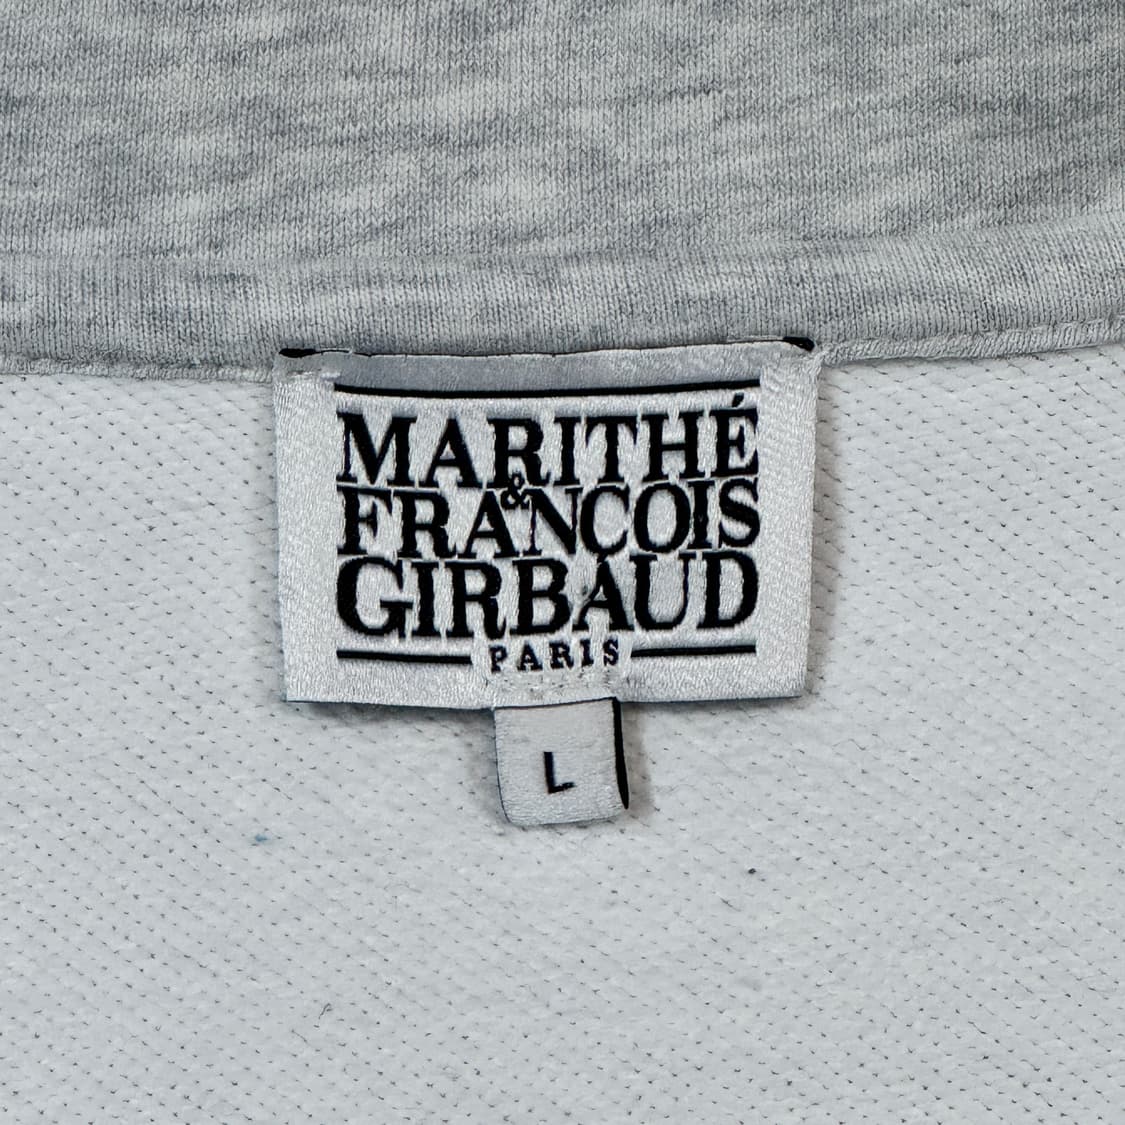 MARITHÉ
&
FRANÇOIS
GIRBAUD
PARIS
L